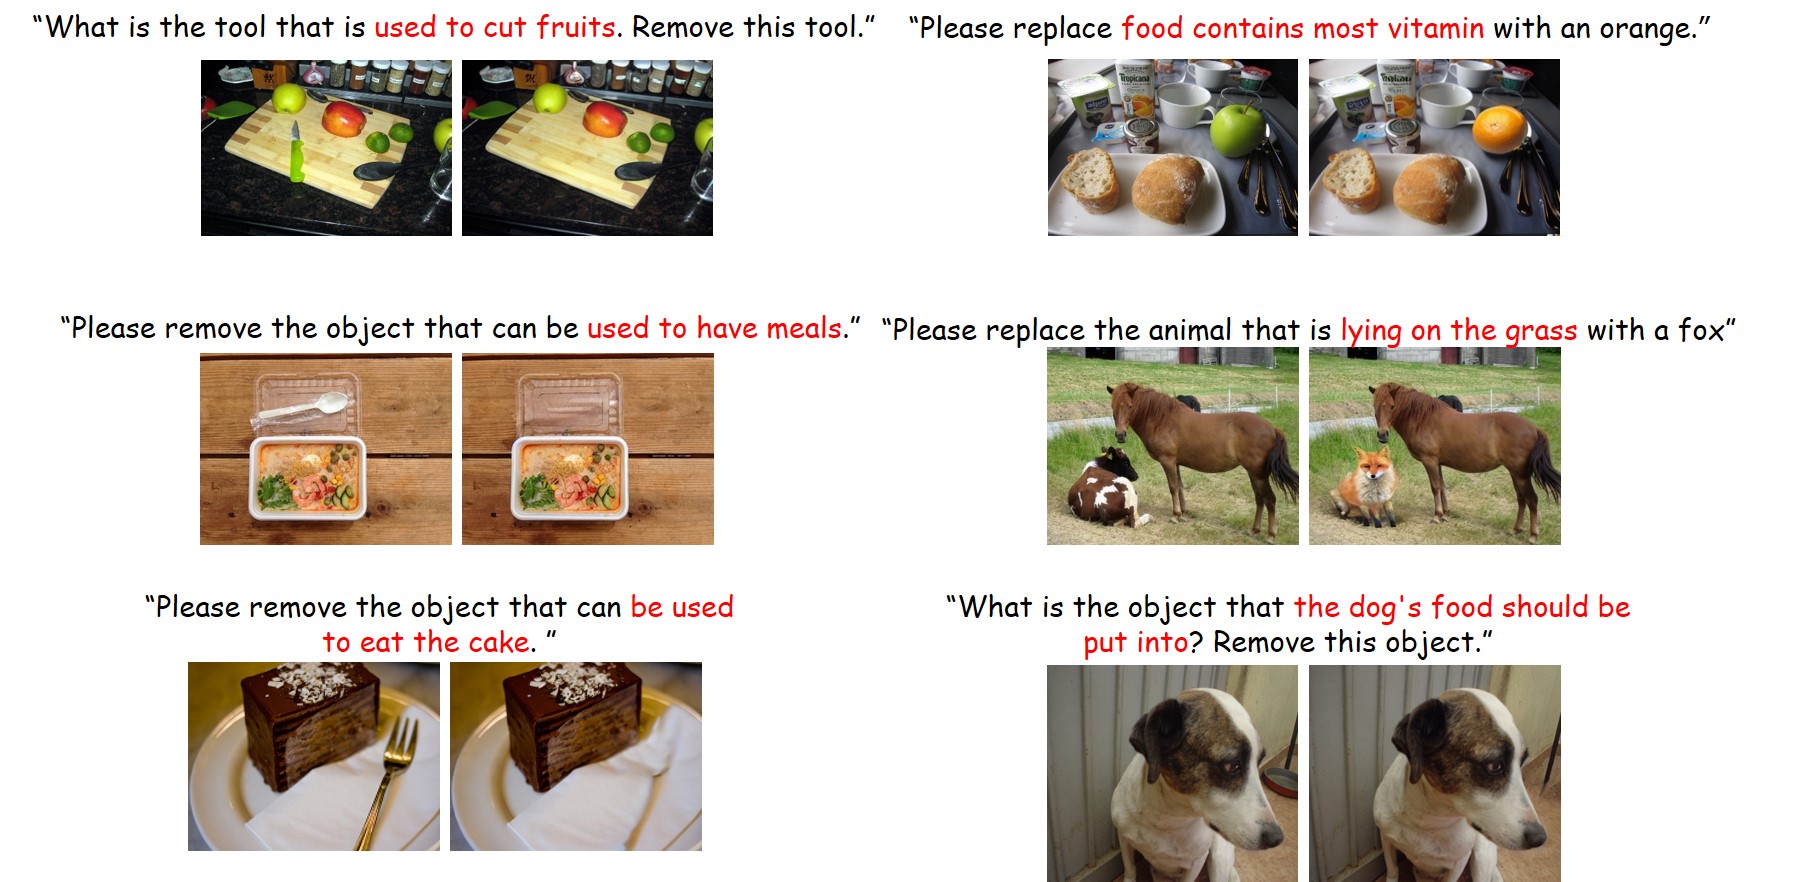 “What is the tool that is used to cut fruits. Remove this tool.”
“Please replace food contains most vitamin with an orange.”
Tropicana
“Please remove the object that can be used to have meals.”
“Please replace the animal that is lying on the grass with a fox”
“Please remove the object that can be used
to eat the cake. ”
“What is the object that the dog's food should be
put into? Remove this object.”